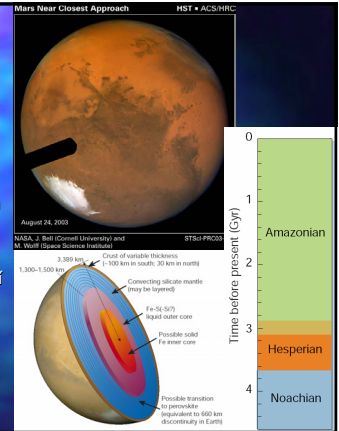 Mars Near Closest Approach
HST • ACS/HRC
August 24, 2003
NASA, J. Bell (Cornell University) and
M. Wolff (Space Science Institute)
STScI-PRC03-
3,389 km
1,300–1,500 km
Crust of variable thickness
(~100 km in south; 30 km in north)
Convecting silicate mantle
(may be layered)
Fe-S(-Si?)
liquid outer core
Possible solid
Fe inner core
Possible transition
to perovskite
(equivalent to 660 km
discontinuity in Earth)
Time before present (Gyr)
0
1
2
3
4
Amazonian
Hesperian
Noachian